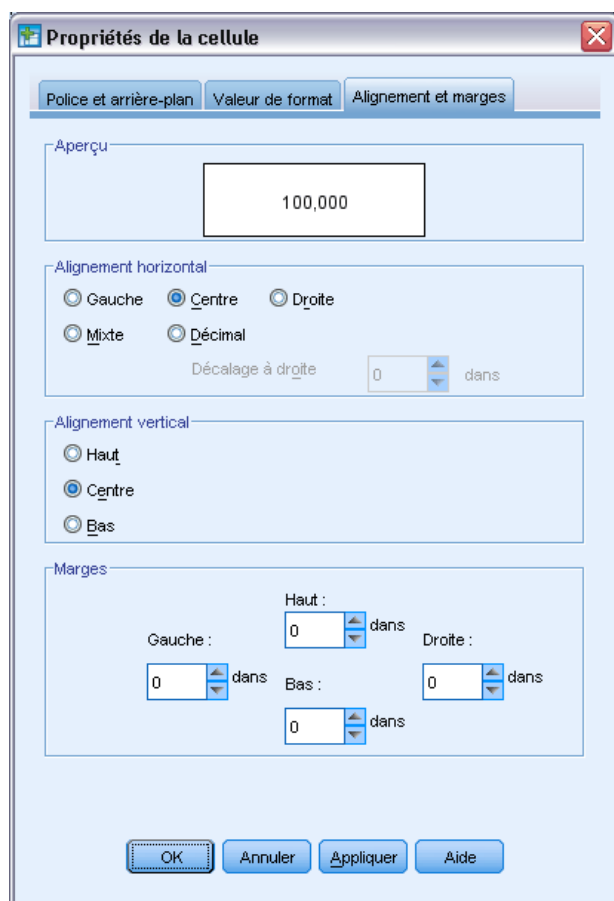 Propriétés de la cellule
Police et arrière-plan Valeur de format Alignement et marges
Aperçu
100,000
Alignement horizontal
Gauche Centre Droite
Mixte Décimal
Décalage à droite 0 dans
Alignement vertical
Haut
Centre
Bas
Marges
Haut :
0 dans
Gauche :
0 dans
Droite :
0 dans
Bas :
0 dans
OK Annuler Appliquer Aide